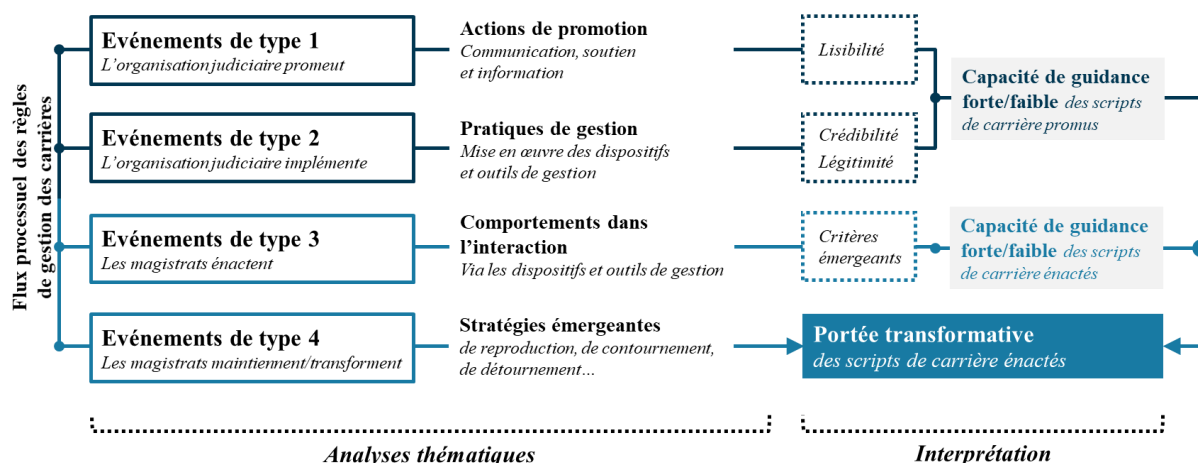 Flux processuel des règles
de gestion des carrières
Evénements de type 1
L'organisation judiciaire promeut
Actions de promotion
Communication, soutien
et information
Lisibilité
Capacité de guidance
forte/faible des scripts
de carrière promus
Evénements de type 2
L'organisation judiciaire implémente
Pratiques de gestion
Mise en œuvre des dispositifs
et outils de gestion
Crédibilité
Légitimité
Evénements de type 3
Les magistrats énactent
Comportements dans
l'interaction
Via les dispositifs et outils de gestion
Critères
émergeants
Capacité de guidance
forte/faible des scripts
de carrière énactés
Evénements de type 4
Les magistrats maintiennent/transforment
Stratégies émergeantes
de reproduction, de contournement,
de détournement…
Portée transformative
des scripts de carrière énactés
Analyses thématiques
Interprétation